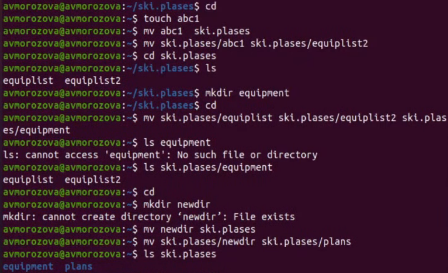 avmorozova@avmorozova:~/ski.plases$ cd
avmorozova@avmorozova:~$ touch abc1
avmorozova@avmorozova:~$ mv abc1  ski.plases
avmorozova@avmorozova:~$ mv ski.plases/abc1 ski.plases/equiplist2
avmorozova@avmorozova:~$ cd ski.plases
avmorozova@avmorozova:~/ski.plases$ ls
equiplist  equiplist2
avmorozova@avmorozova:~/ski.plases$ mkdir equipment
avmorozova@avmorozova:~/ski.plases$ cd
avmorozova@avmorozova:~$ mv ski.plases/equiplist ski.plases/equiplist2 ski.plas
es/equipment
avmorozova@avmorozova:~$ ls equipment
ls: cannot access 'equipment': No such file or directory
avmorozova@avmorozova:~$ ls ski.plases/equipment
equiplist  equiplist2
avmorozova@avmorozova:~$ cd
avmorozova@avmorozova:~$ mkdir newdir
mkdir: cannot create directory ‘newdir’: File exists
avmorozova@avmorozova:~$ mv newdir ski.plases
avmorozova@avmorozova:~$ mv ski.plases/newdir ski.plases/plans
avmorozova@avmorozova:~$ ls ski.plases
equipment  plans